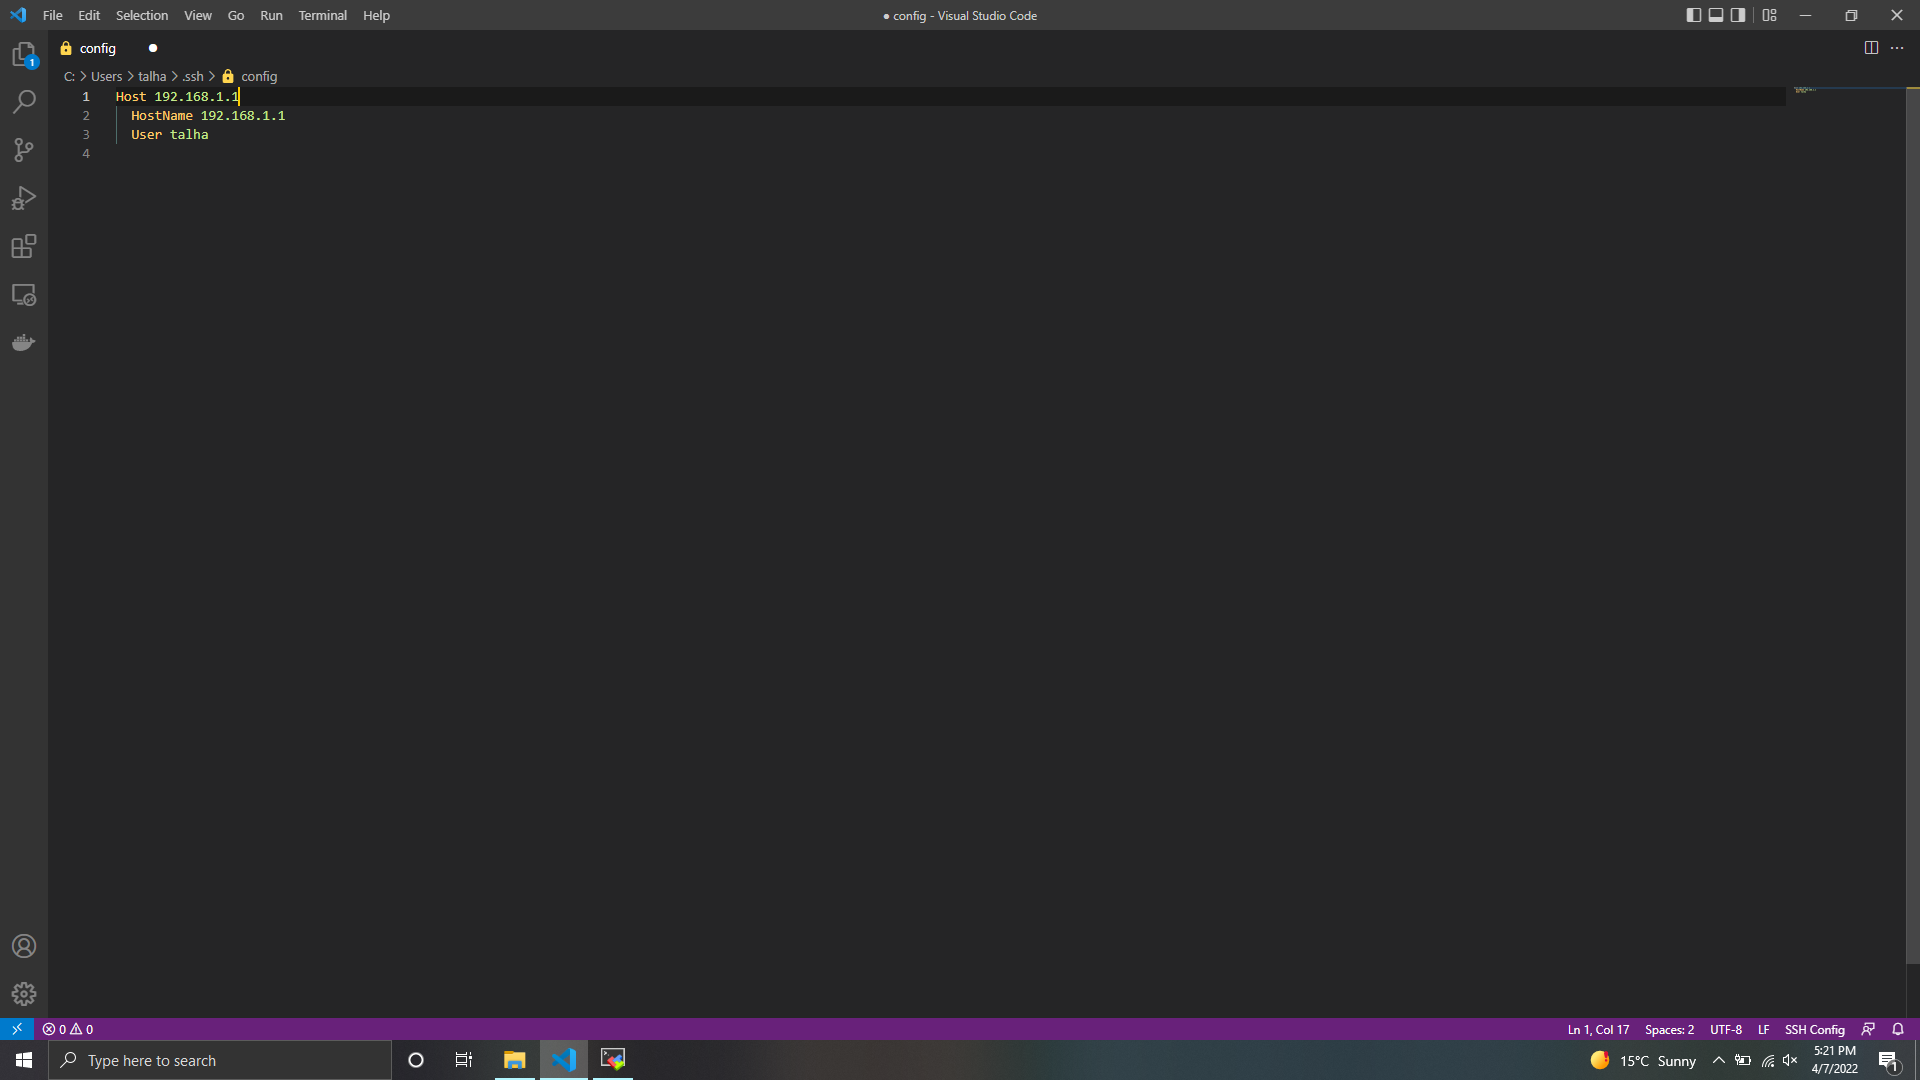 File Edit Selection View Go Run Terminal Help
● config - Visual Studio Code
1
config
C: > Users > talha > .ssh > config
1 Host 192.168.1.1
2 HostName 192.168.1.1
3 User talha
4
0 0
Ln 1, Col 17 Spaces: 2 UTF-8 LF SSH Config
Type here to search
15°C Sunny
5:21 PM
4/7/2022
1